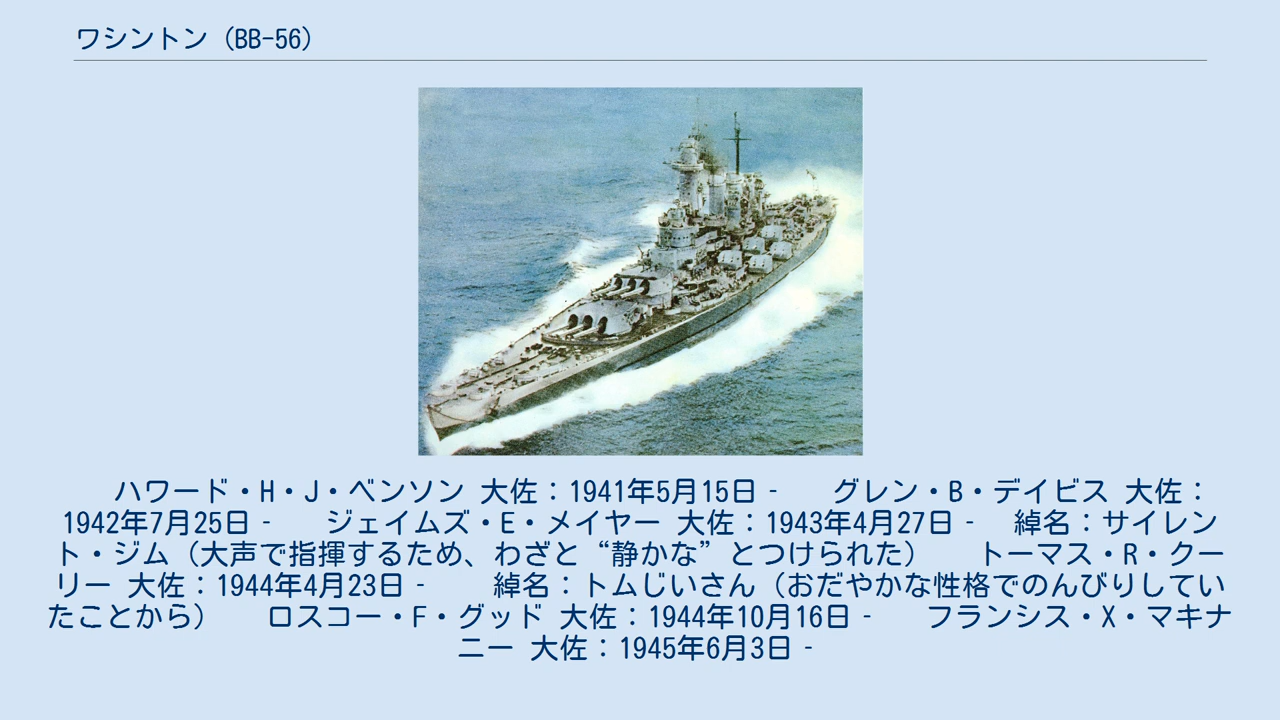 ワシントン（BB-56）
ハワード・H・J・ベンソン 大佐：1941年5月15日 -　　グレン・B・デイビス 大佐：
1942年7月25日 -　　ジェイムズ・E・メイヤー 大佐：1943年4月27日 -　綽名：サイレン
ト・ジム（大声で指揮するため、わざと“静かな”とつけられた）　　トーマス・R・クー
リー 大佐：1944年4月23日 -　　綽名：トムじいさん（おだやかな性格でのんびりしてい
たことから）　　ロスコー・F・グッド 大佐：1944年10月16日 -　　フランシス・X・マキナ
ニー 大佐：1945年6月3日 -